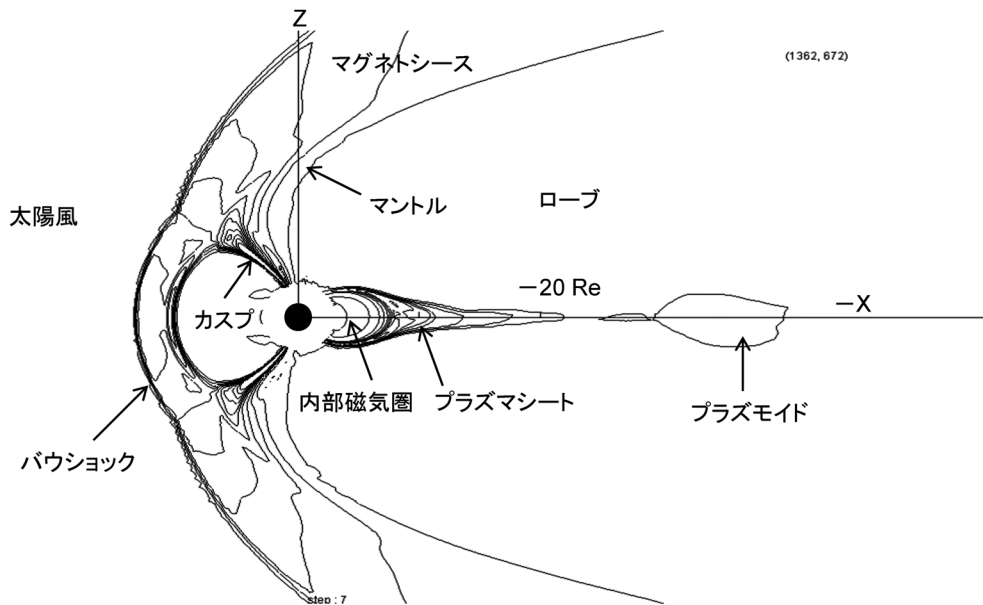 Z
マグネトシース
(1362, 672)
太陽風
マントル
ローブ
カスプ
－20 Re
－X
内部磁気圏
プラズマシート
プラズモイド
バウショック
step : 7